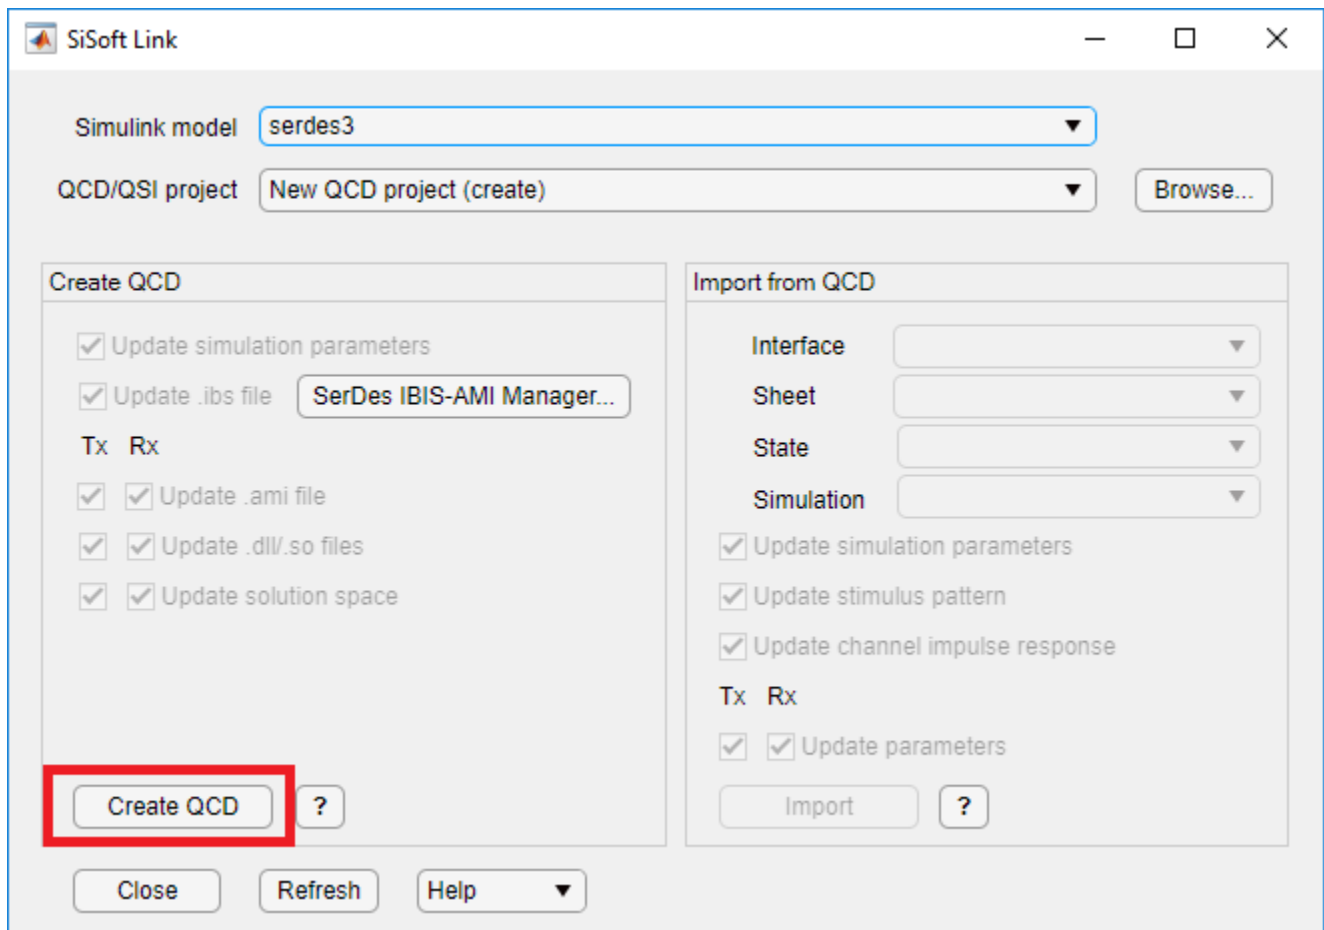 SiSoft Link
Simulink model serdes3
QCD/QSI project New QCD project (create) Browse...
Create QCD
Update simulation parameters
Update .ibs file SerDes IBIS-AMI Manager...
Tx Rx
Update .ami file
Update .dll/.so files
Update solution space
Create QCD ?
Import from QCD
Interface
Sheet
State
Simulation
Update simulation parameters
Update stimulus pattern
Update channel impulse response
Tx Rx
Update parameters
Import ?
Close Refresh Help